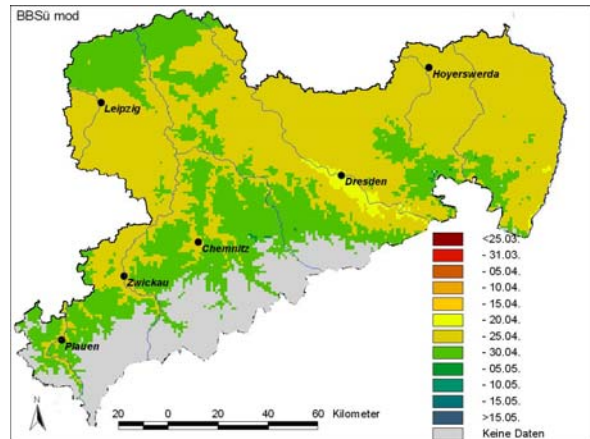 BBSü mod
Hoyerswerda
Leipzig
Dresden
Chemnitz
Zwickau
Plauen
<25.03.
- 31.03.
- 05.04.
- 10.04.
- 15.04.
- 20.04.
- 25.04.
- 30.04.
- 05.05.
- 10.05.
- 15.05.
>15.05.
Keine Daten
N
20 0 20 40 60 Kilometer